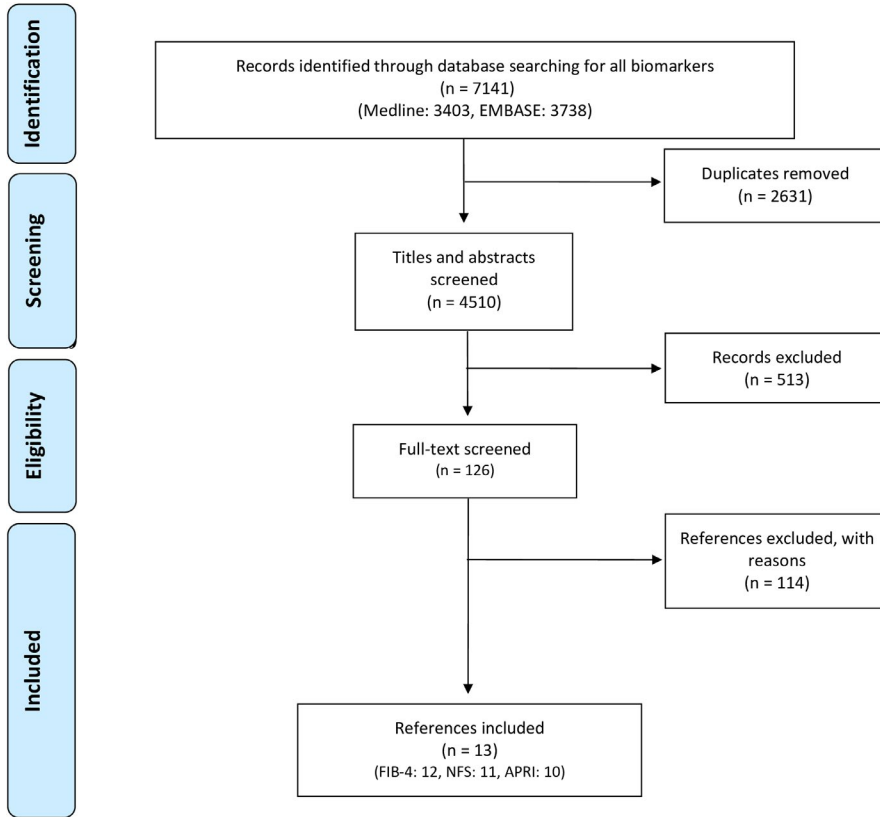 Identification
Records identified through database searching for all biomarkers
(n = 7141)
(Medline: 3403, EMBASE: 3738)
Duplicates removed
(n = 2631)
Screening
Titles and abstracts
screened
(n = 4510)
Records excluded
(n = 513)
Eligibility
Full-text screened
(n = 126)
References excluded, with
reasons
(n = 114)
Included
References included
(n = 13)
(FIB-4: 12, NFS: 11, APRI: 10)